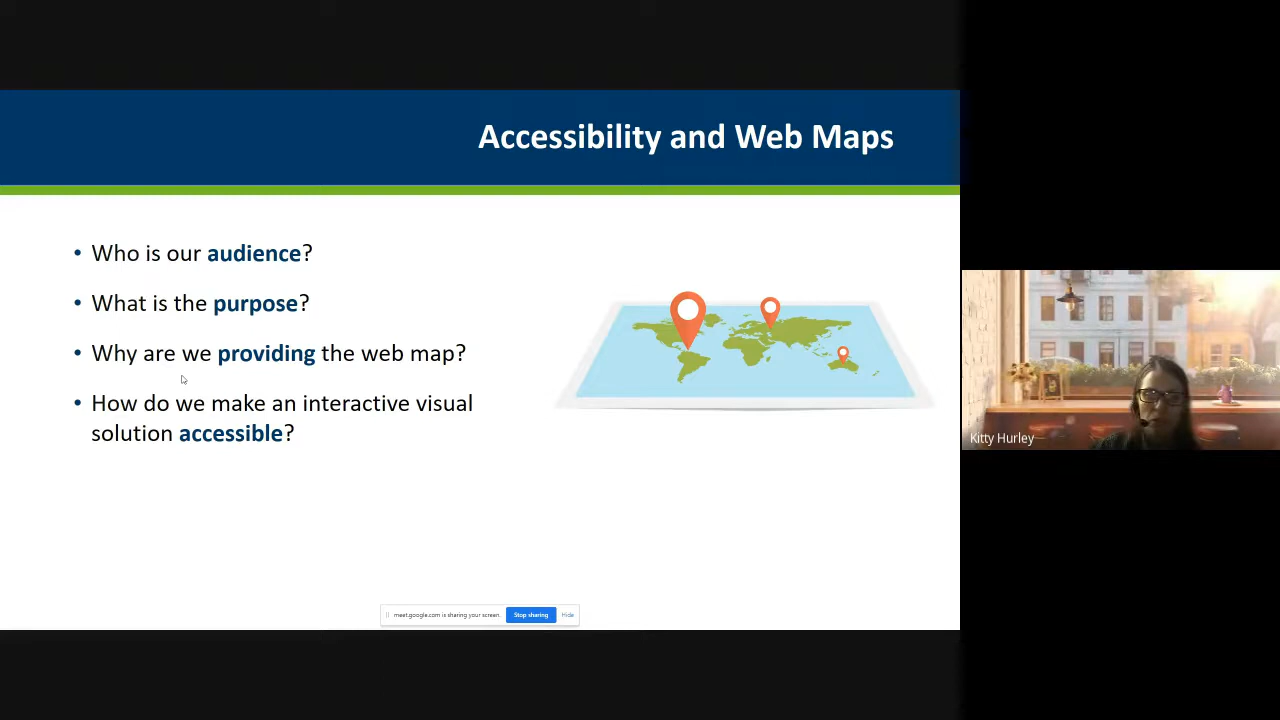 Accessibility and Web Maps
• Who is our audience?
• What is the purpose?
• Why are we providing the web map?
• How do we make an interactive visual
solution accessible?
Kitty Hurley
meet.google.com is sharing your screen.
Stop sharing
Hide